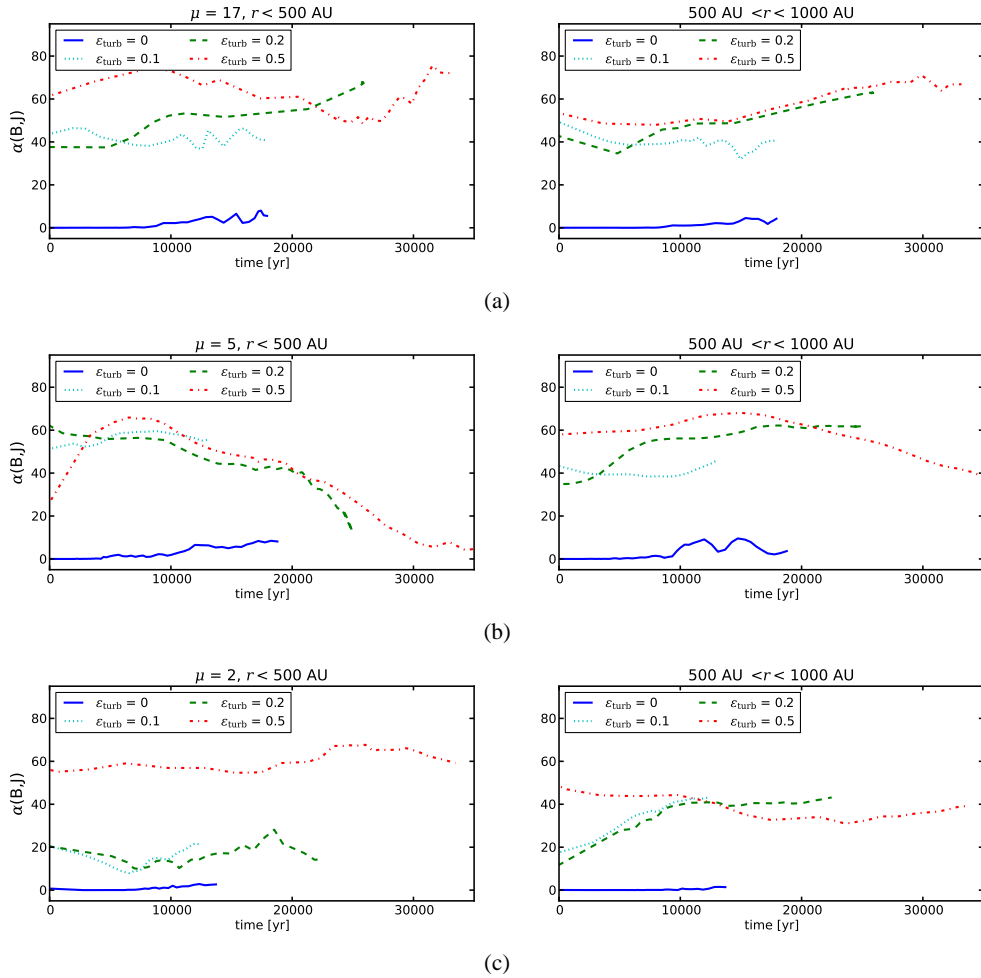 μ = 17, r < 500 AU
500 AU < r < 1000 AU
α(B,J)
80
60
40
20
0
ε_turb = 0
ε_turb = 0.1
ε_turb = 0.2
ε_turb = 0.5
0 10000 20000 30000
time [yr]
80
60
40
20
0
ε_turb = 0
ε_turb = 0.1
ε_turb = 0.2
ε_turb = 0.5
0 10000 20000 30000
time [yr]
(a)
μ = 5, r < 500 AU
500 AU < r < 1000 AU
α(B,J)
80
60
40
20
0
ε_turb = 0
ε_turb = 0.1
ε_turb = 0.2
ε_turb = 0.5
0 10000 20000 30000
time [yr]
80
60
40
20
0
ε_turb = 0
ε_turb = 0.1
ε_turb = 0.2
ε_turb = 0.5
0 10000 20000 30000
time [yr]
(b)
μ = 2, r < 500 AU
500 AU < r < 1000 AU
α(B,J)
80
60
40
20
0
ε_turb = 0
ε_turb = 0.1
ε_turb = 0.2
ε_turb = 0.5
0 10000 20000 30000
time [yr]
80
60
40
20
0
ε_turb = 0
ε_turb = 0.1
ε_turb = 0.2
ε_turb = 0.5
0 10000 20000 30000
time [yr]
(c)